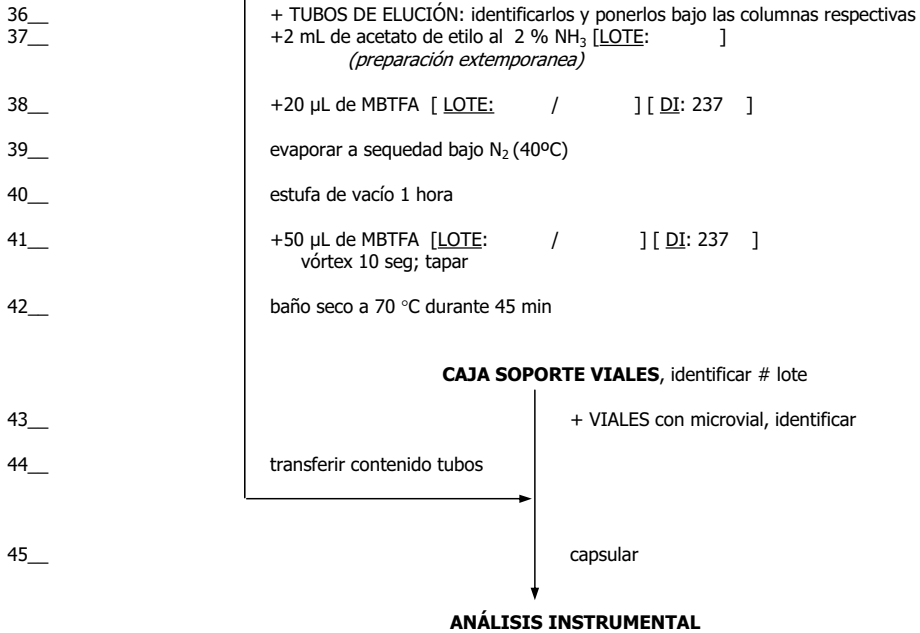 36__ + TUBOS DE ELUCIÓN: identificarlos y ponerlos bajo las columnas respectivas
37__ +2 mL de acetato de etilo al 2 % NH₃ [LOTE: ]
(preparación extemporanea)
38__ +20 µL de MBTFA [ LOTE: / ] [ DI: 237 ]
39__ evaporar a sequedad bajo N₂ (40ºC)
40__ estufa de vacío 1 hora
41__ +50 µL de MBTFA [LOTE: / ] [ DI: 237 ]
vórtex 10 seg; tapar
42__ baño seco a 70 °C durante 45 min
CAJA SOPORTE VIALES, identificar # lote
43__ + VIALES con microvial, identificar
44__ transferir contenido tubos
45__ capsular
ANÁLISIS INSTRUMENTAL